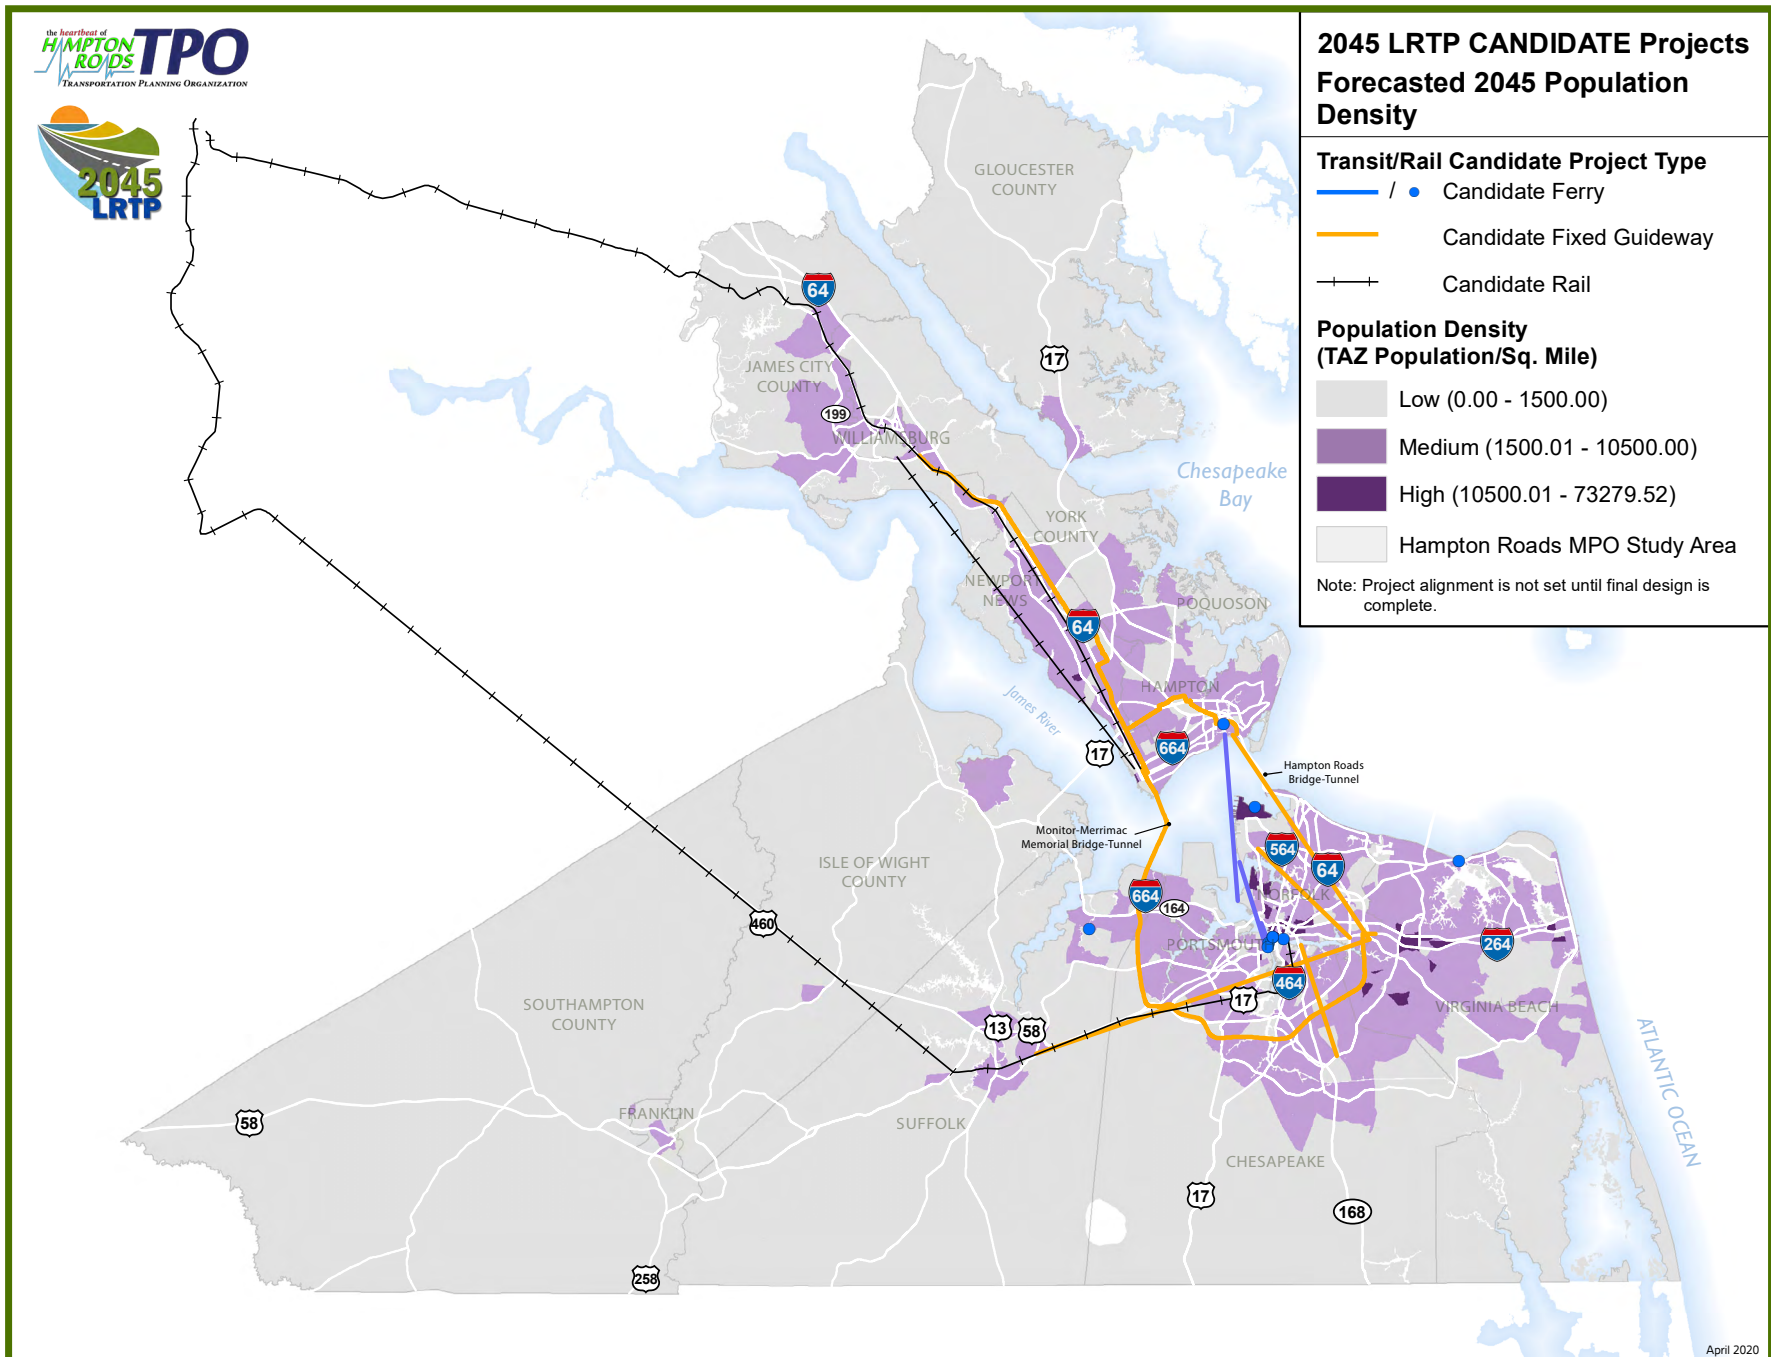 the heartbeat of
HAMPTON
ROADS
TPO
TRANSPORTATION PLANNING ORGANIZATION
2045
LRTP
2045 LRTP CANDIDATE Projects
Forecasted 2045 Population
Density
Transit/Rail Candidate Project Type
/ Candidate Ferry
Candidate Fixed Guideway
Candidate Rail
Population Density
(TAZ Population/Sq. Mile)
Low (0.00 - 1500.00)
Medium (1500.01 - 10500.00)
High (10500.01 - 73279.52)
Hampton Roads MPO Study Area
Note: Project alignment is not set until final design is
complete.
GLOUCESTER
COUNTY
64
17
JAMES CITY
COUNTY
199
WILLIAMSBURG
Chesapeake
Bay
YORK
COUNTY
NEWPORT
NEWS
POQUOSON
64
HAMPTON
James River
17
664
Hampton Roads
Bridge-Tunnel
Monitor-Merrimac
Memorial Bridge-Tunnel
564
64
ISLE OF WIGHT
COUNTY
664
164
NORFOLK
460
PORTSMOUTH
264
464
17
SOUTHAMPTON
COUNTY
VIRGINIA BEACH
13
58
ATLANTIC OCEAN
58
FRANKLIN
SUFFOLK
CHESAPEAKE
17
168
258
April 2020